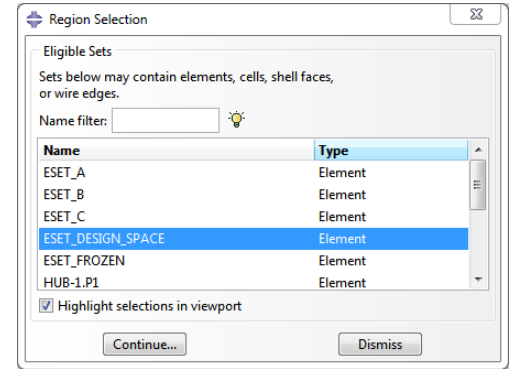 Region Selection
Eligible Sets
Sets below may contain elements, cells, shell faces,
or wire edges.
Name filter:
Name Type
ESET_A Element
ESET_B Element
ESET_C Element
ESET_DESIGN_SPACE Element
ESET_FROZEN Element
HUB-1.P1 Element
Highlight selections in viewport
Continue... Dismiss